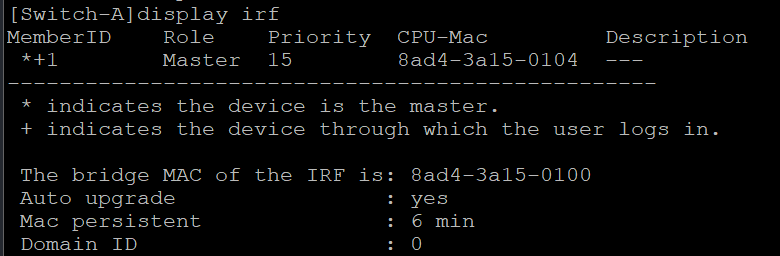 [Switch-A]display irf
MemberID    Role    Priority  CPU-Mac         Description
 *+1        Master  15        8ad4-3a15-0104  ---
--------------------------------------------------
 * indicates the device is the master.
 + indicates the device through which the user logs in.

 The bridge MAC of the IRF is: 8ad4-3a15-0100
 Auto upgrade                : yes
 Mac persistent              : 6 min
 Domain ID                   : 0